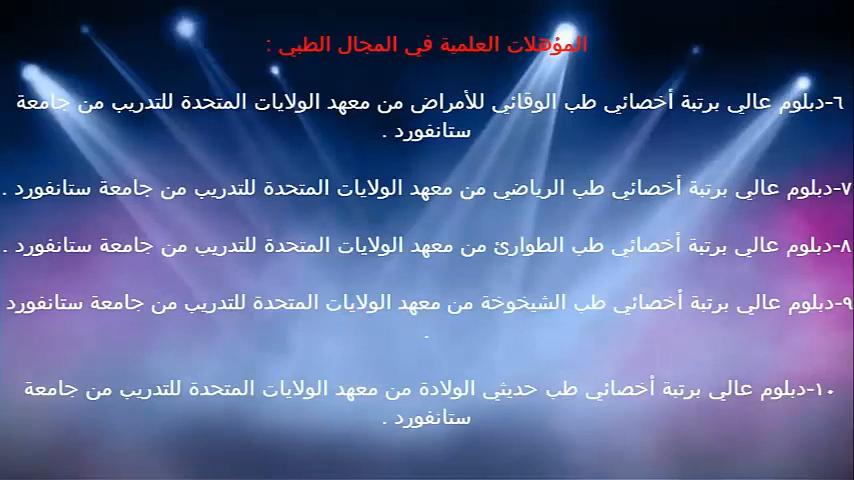 المؤهلات العلمية في المجال الطبي :
٦-دبلوم عالي برتبة أخصائي طب الوقائي للأمراض من معهد الولايات المتحدة للتدريب من جامعة
ستانفورد .
٧-دبلوم عالي برتبة أخصائي طب الرياضي من معهد الولايات المتحدة للتدريب من جامعة ستانفورد .
٨-دبلوم عالي برتبة أخصائي طب الطوارئ من معهد الولايات المتحدة للتدريب من جامعة ستانفورد .
٩-دبلوم عالي برتبة أخصائي طب الشيخوخة من معهد الولايات المتحدة للتدريب من جامعة ستانفورد
.
١٠-دبلوم عالي برتبة أخصائي طب حديثي الولادة من معهد الولايات المتحدة للتدريب من جامعة
ستانفورد .